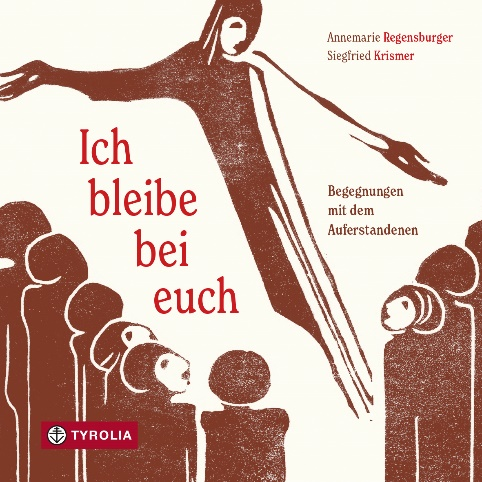 Annemarie Regensburger
Siegfried Krismer
Ich
bleibe
bei
euch
Begegnungen
mit dem
Auferstandenen
TYROLIA